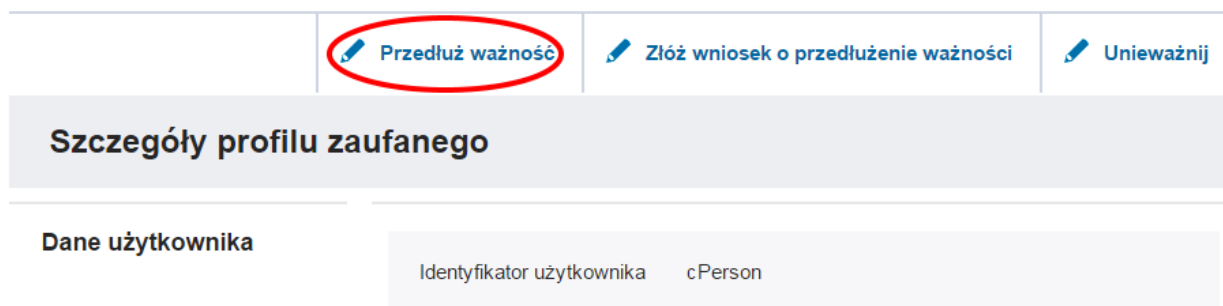 Przedłuż ważność Złóż wniosek o przedłużenie ważności Unieważnij
Szczegóły profilu zaufanego
Dane użytkownika
Identyfikator użytkownika cPerson